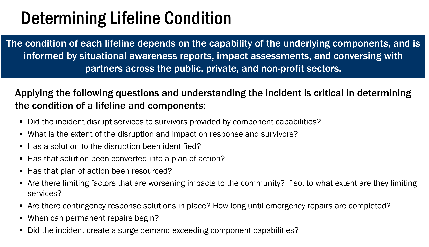 Determining Lifeline Condition
The condition of each lifeline depends on the capability of the underlying components, and is
informed by situational awareness reports, impact assessments, and conversing with
partners across the public, private, and non-profit sectors.
Applying the following questions and understanding the incident is critical in determining
the condition of a lifeline and components:
• Did the incident disrupt services to survivors provided by component capabilities?
• What is the extent of the disruption and impact on response and survivors?
• Has a solution to the disruption been identified?
• Has that solution been converted into a plan of action?
• Has that plan of action been resourced?
• Are there limiting factors that are worsening impacts to the community? If so, to what extent are they limiting
services?
• Are there contingency response solutions in place? How long until emergency repairs are completed?
• When can permanent repairs begin?
• Did the incident create a surge demand exceeding component capabilities?